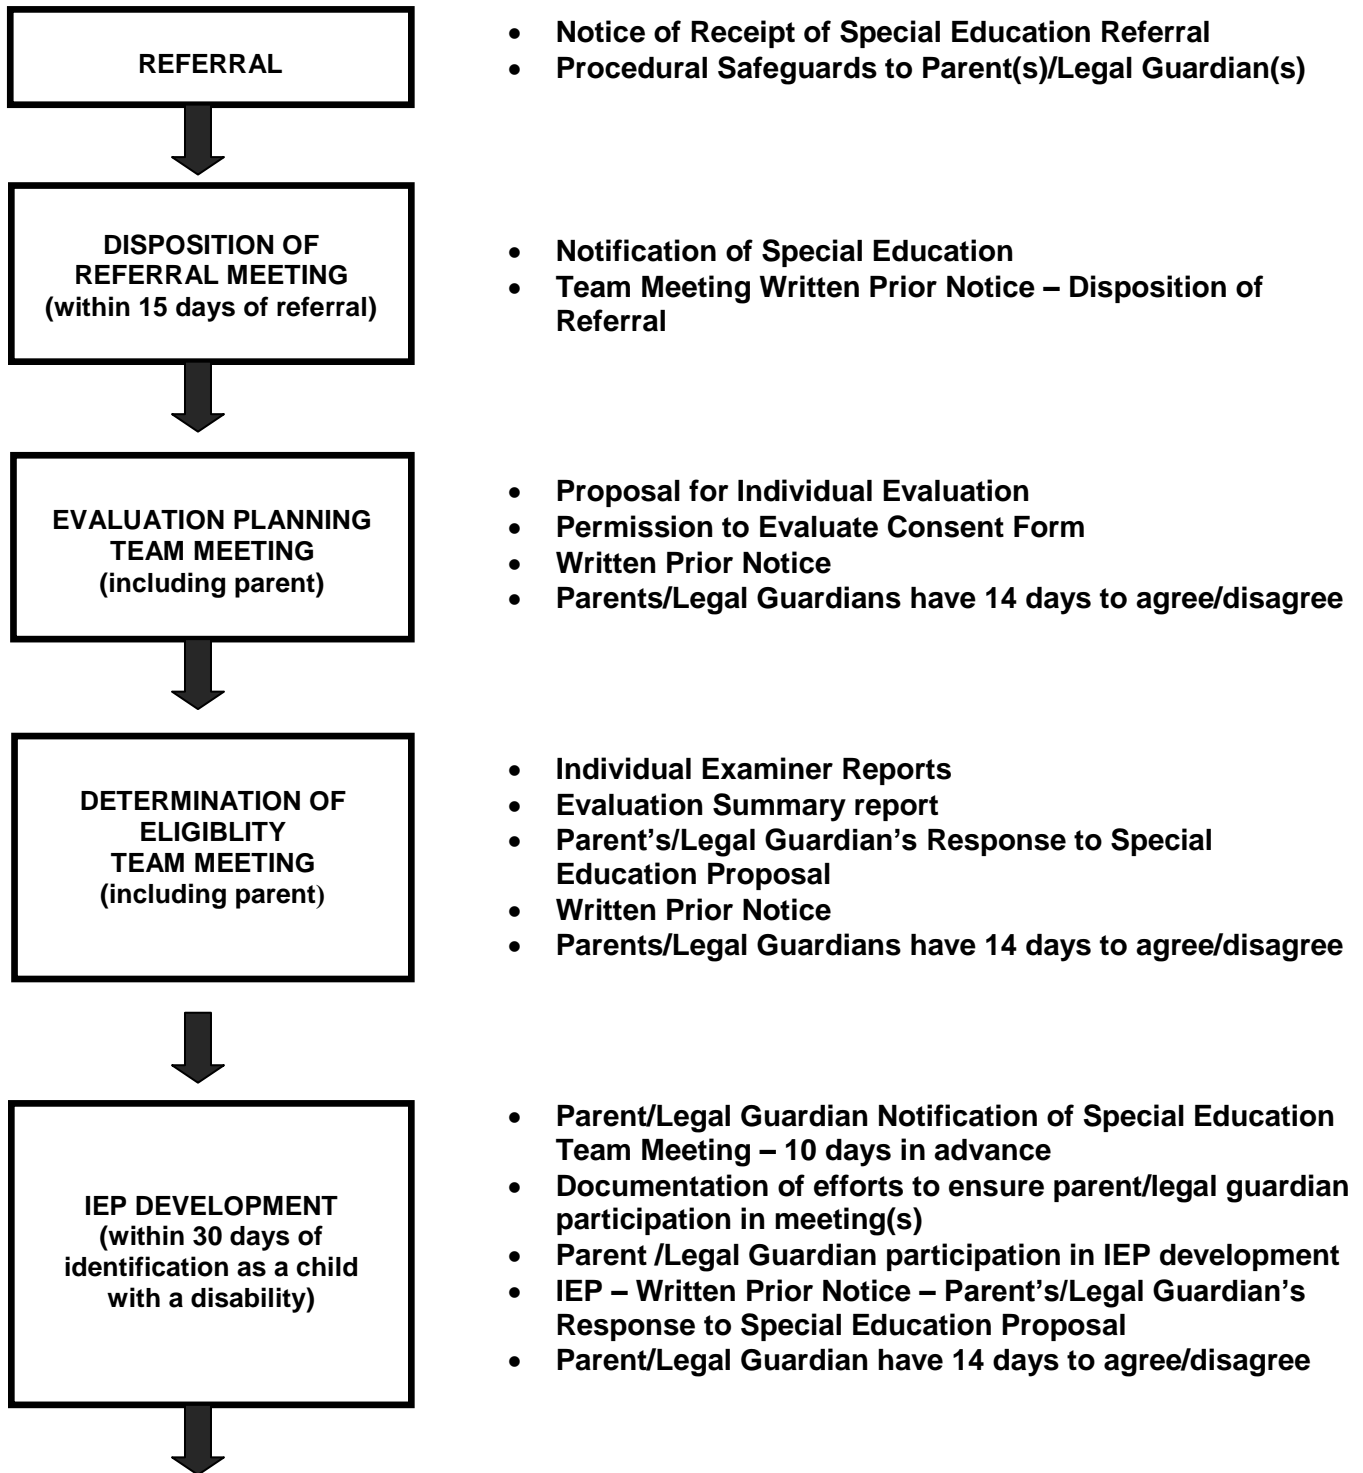 REFERRAL
• Notice of Receipt of Special Education Referral
• Procedural Safeguards to Parent(s)/Legal Guardian(s)
DISPOSITION OF
REFERRAL MEETING
(within 15 days of referral)
• Notification of Special Education
• Team Meeting Written Prior Notice – Disposition of
Referral
EVALUATION PLANNING
TEAM MEETING
(including parent)
• Proposal for Individual Evaluation
• Permission to Evaluate Consent Form
• Written Prior Notice
• Parents/Legal Guardians have 14 days to agree/disagree
DETERMINATION OF
ELIGIBLITY
TEAM MEETING
(including parent)
• Individual Examiner Reports
• Evaluation Summary report
• Parent’s/Legal Guardian’s Response to Special
Education Proposal
• Written Prior Notice
• Parents/Legal Guardians have 14 days to agree/disagree
IEP DEVELOPMENT
(within 30 days of
identification as a child
with a disability)
• Parent/Legal Guardian Notification of Special Education
Team Meeting – 10 days in advance
• Documentation of efforts to ensure parent/legal guardian
participation in meeting(s)
• Parent /Legal Guardian participation in IEP development
• IEP – Written Prior Notice – Parent’s/Legal Guardian’s
Response to Special Education Proposal
• Parent/Legal Guardian have 14 days to agree/disagree